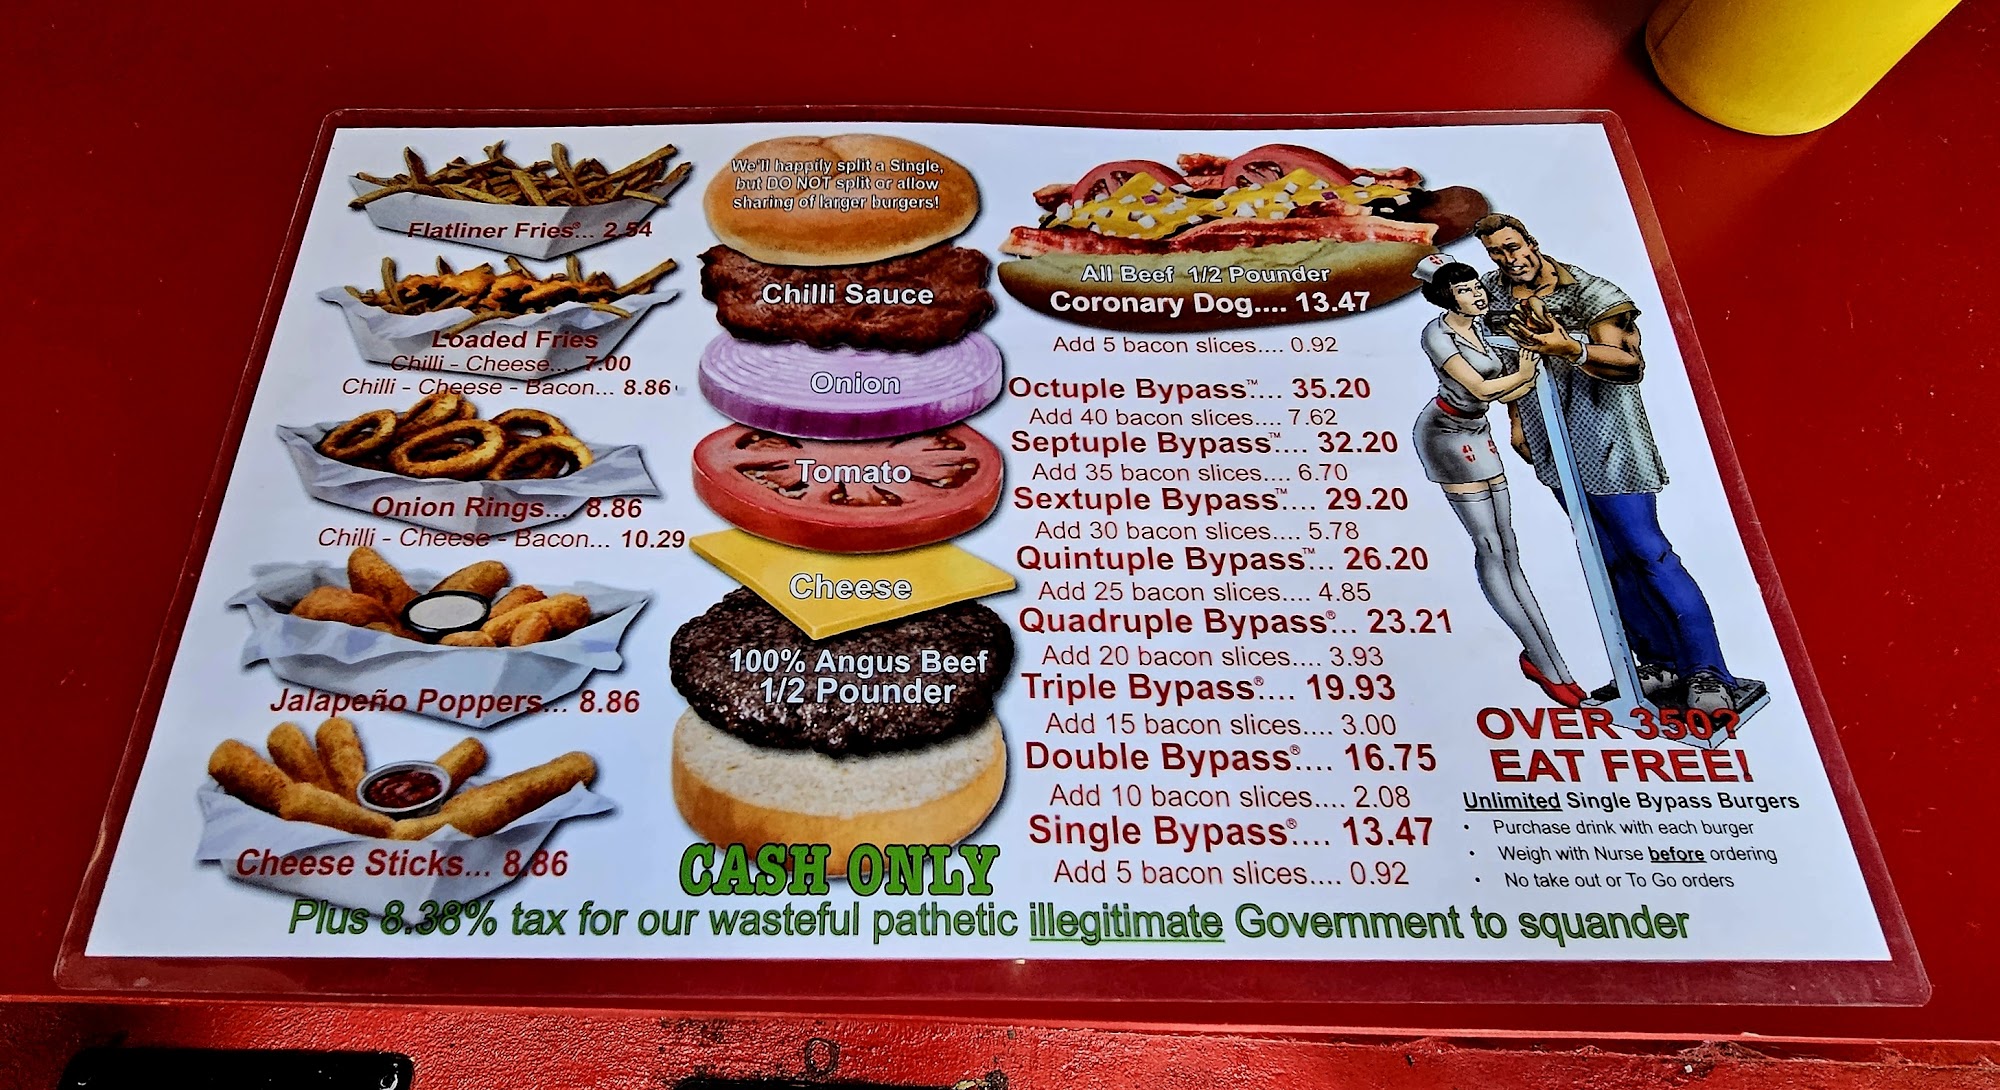 Flatliner Fries®... 2.54
Loaded Fries
Chilli - Cheese... 7.00
Chilli - Cheese - Bacon... 8.86
Onion Rings... 8.86
Chilli - Cheese - Bacon... 10.29
Jalapeño Poppers... 8.86
Cheese Sticks... 8.86
We'll happily split a Single,
but DO NOT split or allow
sharing of larger burgers!
Chilli Sauce
Onion
Tomato
Cheese
100% Angus Beef
1/2 Pounder
CASH ONLY
All Beef 1/2 Pounder
Coronary Dog.... 13.47
Add 5 bacon slices.... 0.92
Octuple Bypass™.... 35.20
Add 40 bacon slices.... 7.62
Septuple Bypass™.... 32.20
Add 35 bacon slices.... 6.70
Sextuple Bypass™.... 29.20
Add 30 bacon slices.... 5.78
Quintuple Bypass™... 26.20
Add 25 bacon slices.... 4.85
Quadruple Bypass®... 23.21
Add 20 bacon slices.... 3.93
Triple Bypass®.... 19.93
Add 15 bacon slices.... 3.00
Double Bypass®.... 16.75
Add 10 bacon slices.... 2.08
Single Bypass®.... 13.47
Add 5 bacon slices.... 0.92
OVER 350?
EAT FREE!
Unlimited Single Bypass Burgers
• Purchase drink with each burger
• Weigh with Nurse before ordering
• No take out or To Go orders
Plus 8.38% tax for our wasteful pathetic illegitimate Government to squander